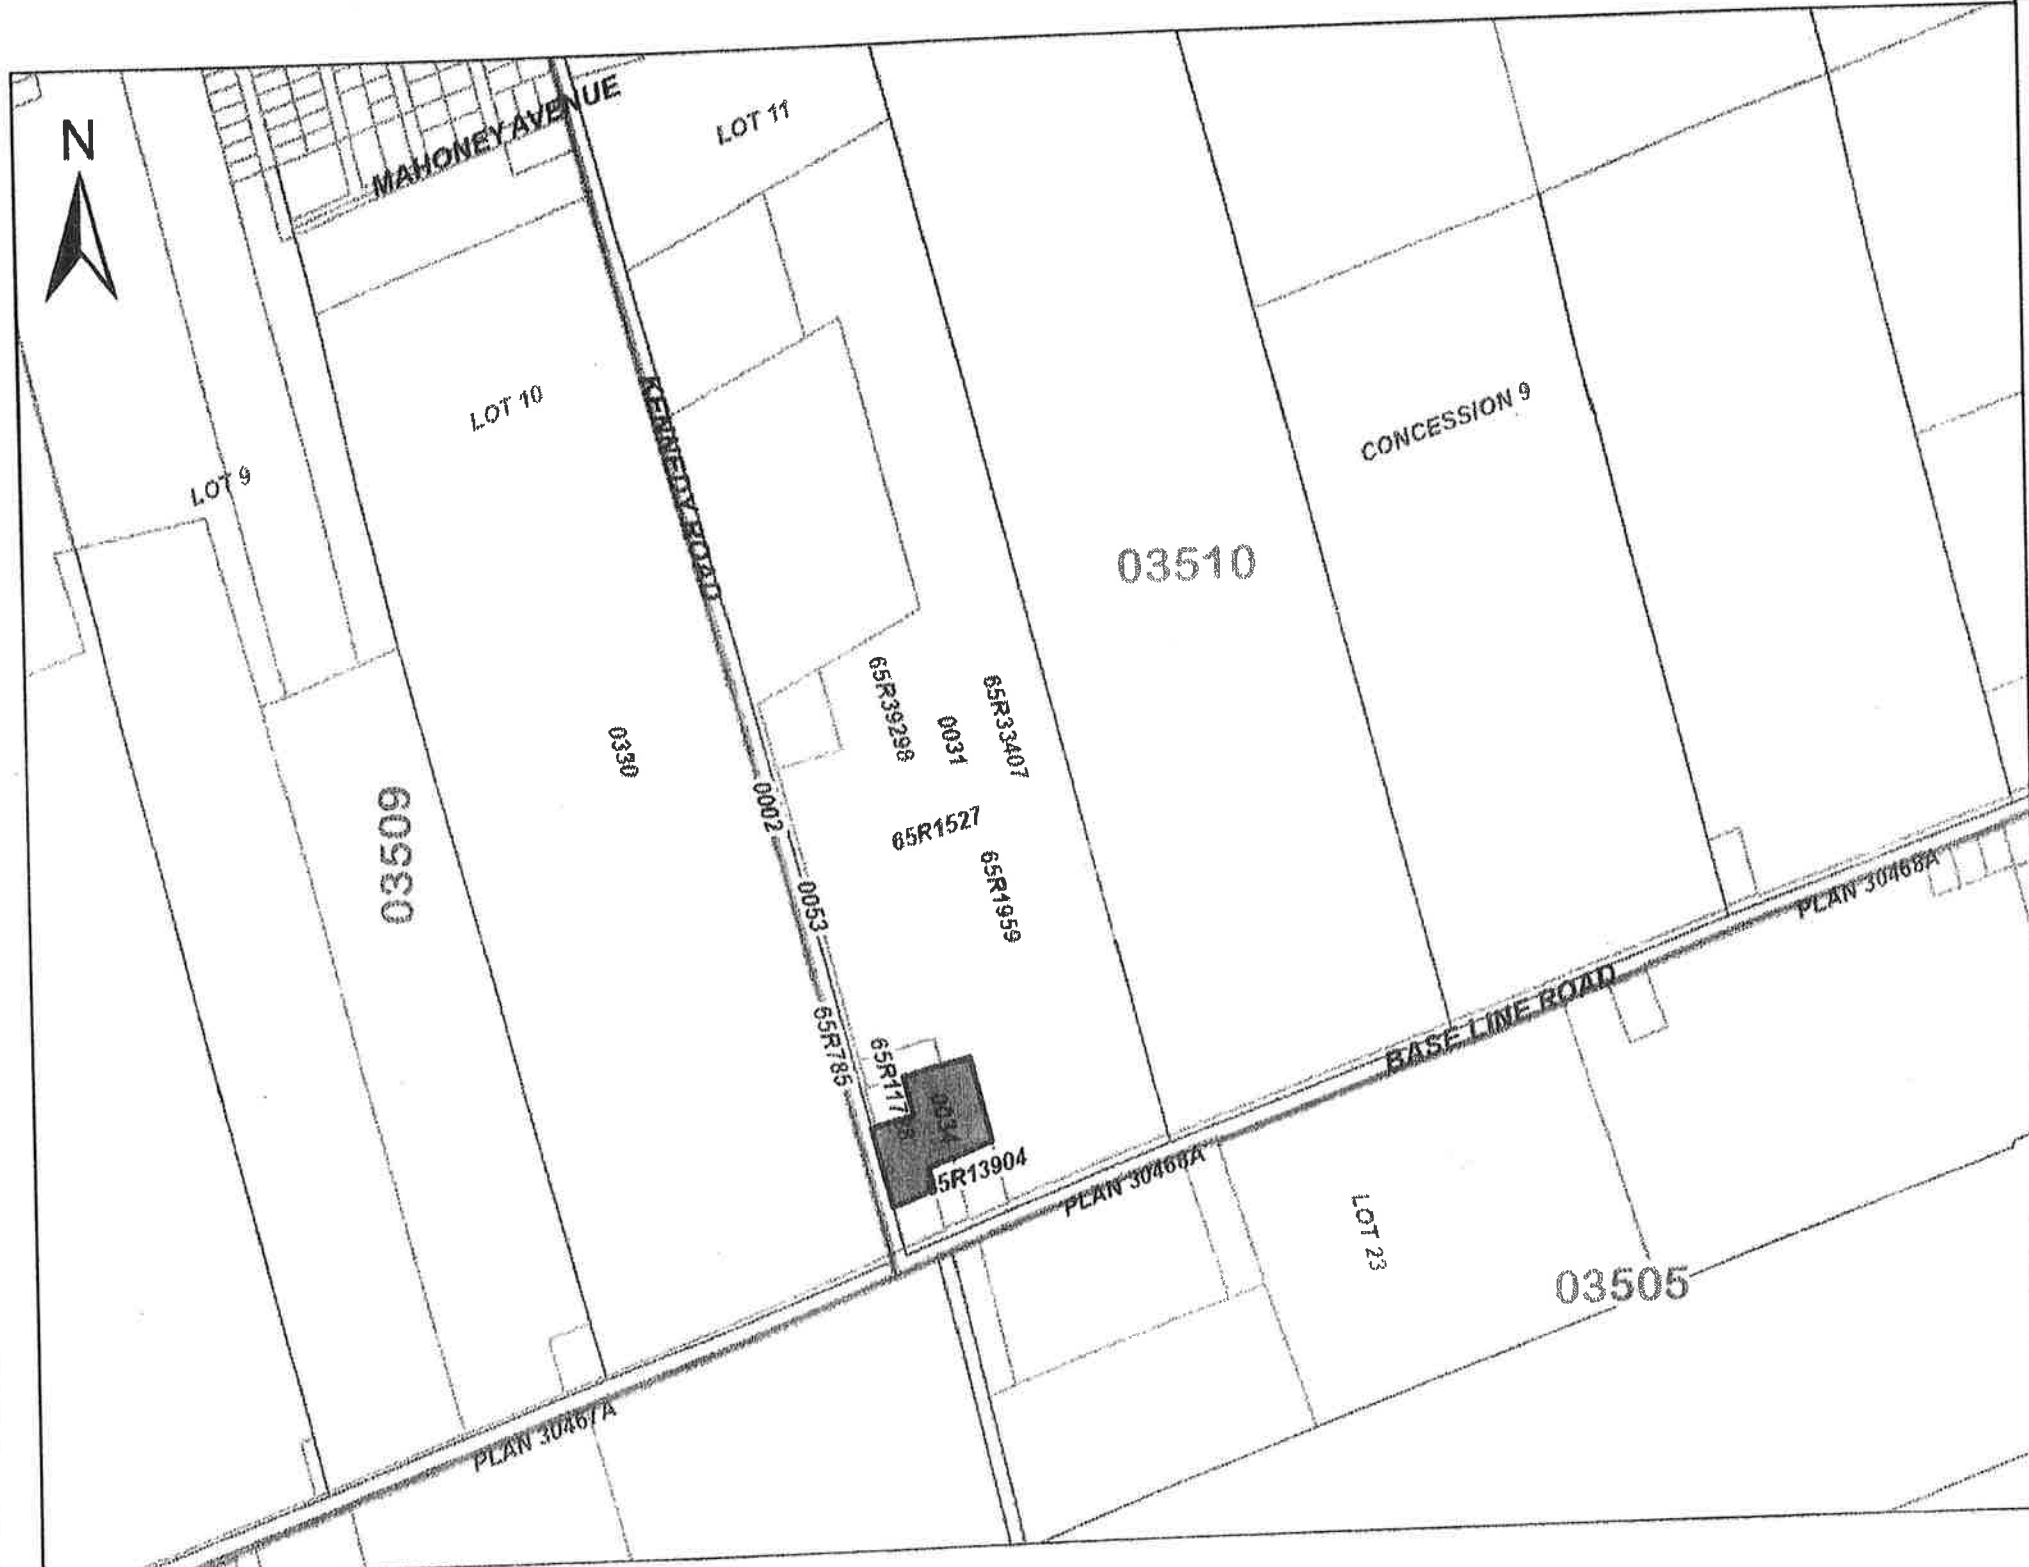 N
MAHONEY AVENUE
LOT 11
LOT 10
KENNEDY ROAD
CONCESSION 9
LOT 9
03510
65R39298
0031
65R33407
0330
0002
03509
65R1527
0053
65R1959
PLAN 30468A
65R785
BASE LINE ROAD
65R117
0034
5R13904
PLAN 30468A
LOT 23
03505
PLAN 30467A